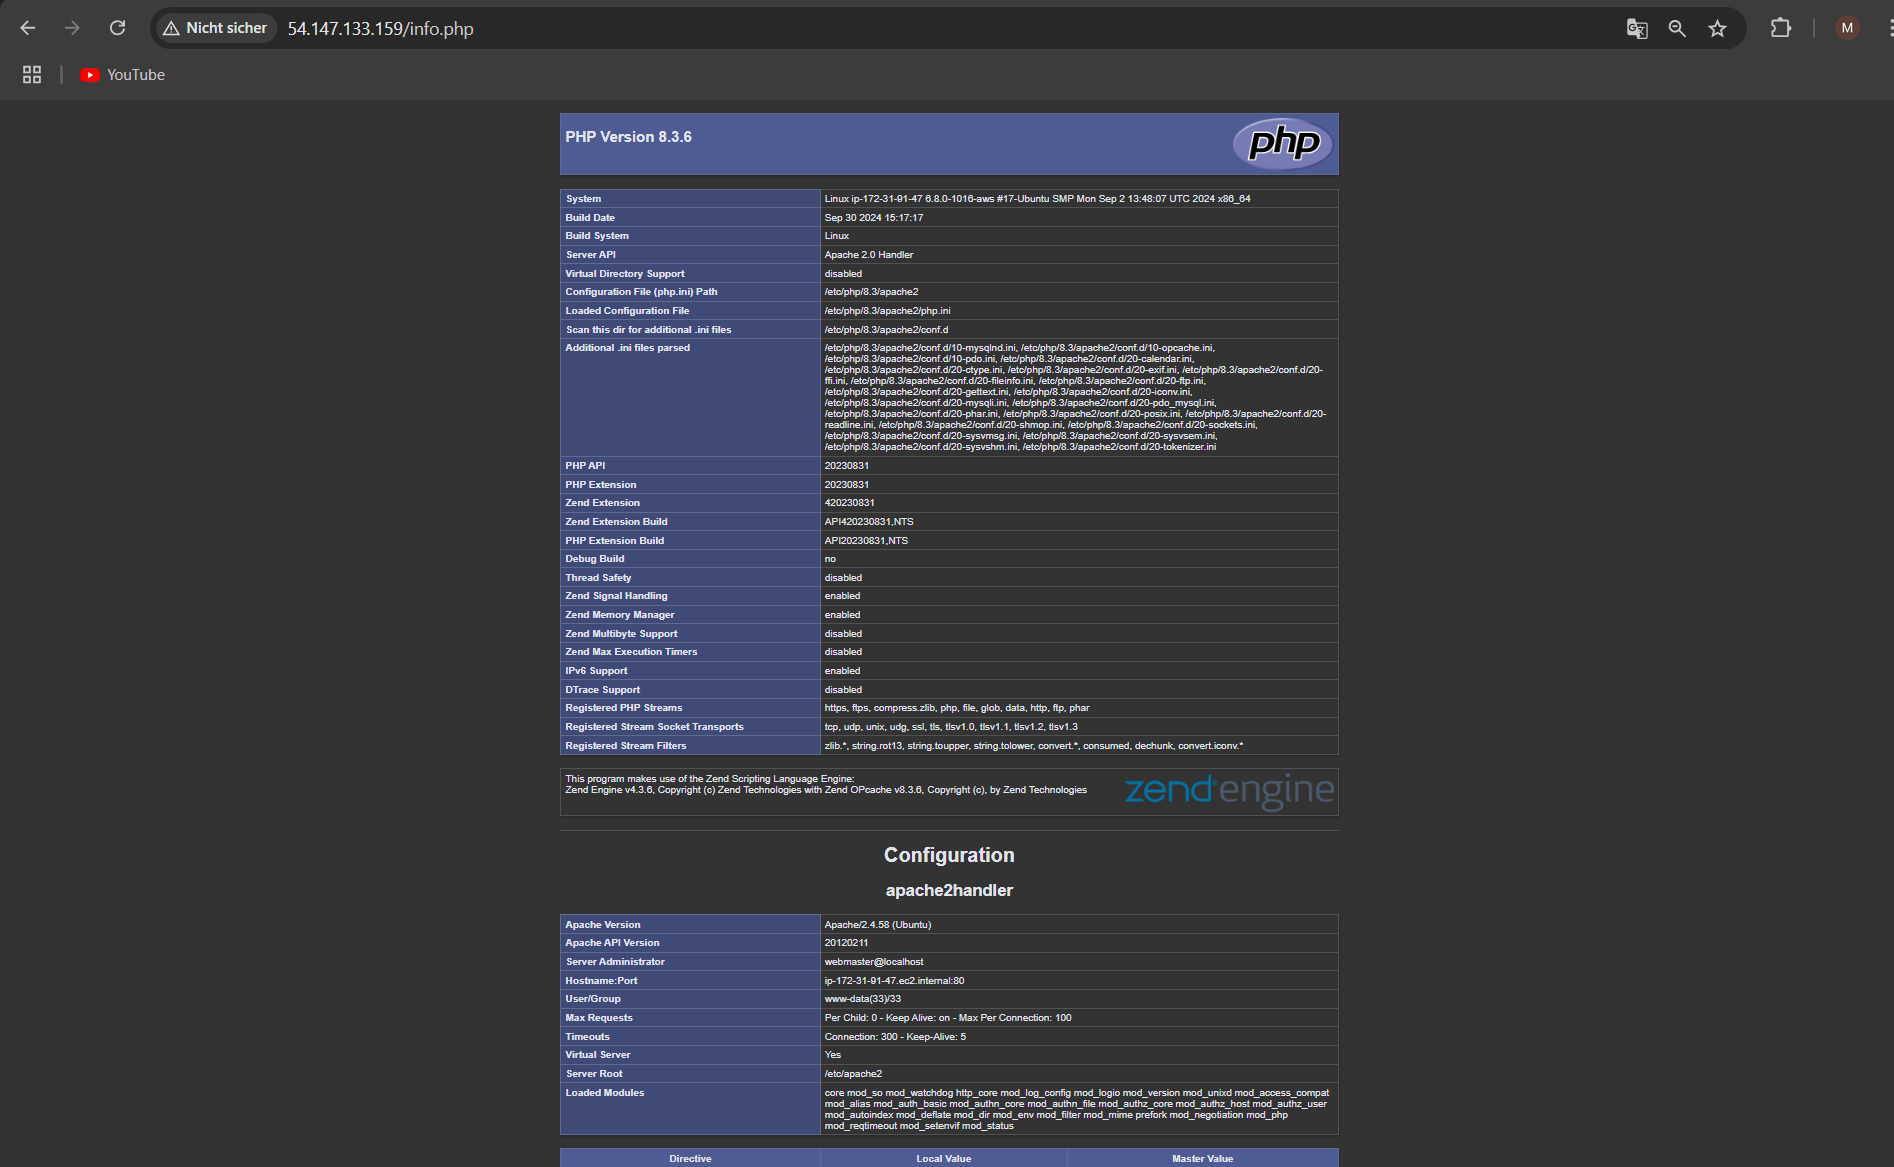 Nicht sicher 54.147.133.159/info.php
M
YouTube
PHP Version 8.3.6
php
System Linux ip-172-31-91-47 6.8.0-1016-aws #17-Ubuntu SMP Mon Sep 2 13:48:07 UTC 2024 x86_64
Build Date Sep 30 2024 15:17:17
Build System Linux
Server API Apache 2.0 Handler
Virtual Directory Support disabled
Configuration File (php.ini) Path /etc/php/8.3/apache2
Loaded Configuration File /etc/php/8.3/apache2/php.ini
Scan this dir for additional .ini files /etc/php/8.3/apache2/conf.d
Additional .ini files parsed /etc/php/8.3/apache2/conf.d/10-mysqlnd.ini, /etc/php/8.3/apache2/conf.d/10-opcache.ini,
/etc/php/8.3/apache2/conf.d/10-pdo.ini, /etc/php/8.3/apache2/conf.d/20-calendar.ini,
/etc/php/8.3/apache2/conf.d/20-ctype.ini, /etc/php/8.3/apache2/conf.d/20-exif.ini, /etc/php/8.3/apache2/conf.d/20-
ffi.ini, /etc/php/8.3/apache2/conf.d/20-fileinfo.ini, /etc/php/8.3/apache2/conf.d/20-ftp.ini,
/etc/php/8.3/apache2/conf.d/20-gettext.ini, /etc/php/8.3/apache2/conf.d/20-iconv.ini,
/etc/php/8.3/apache2/conf.d/20-mysqli.ini, /etc/php/8.3/apache2/conf.d/20-pdo_mysql.ini,
/etc/php/8.3/apache2/conf.d/20-phar.ini, /etc/php/8.3/apache2/conf.d/20-posix.ini, /etc/php/8.3/apache2/conf.d/20-
readline.ini, /etc/php/8.3/apache2/conf.d/20-shmop.ini, /etc/php/8.3/apache2/conf.d/20-sockets.ini,
/etc/php/8.3/apache2/conf.d/20-sysvmsg.ini, /etc/php/8.3/apache2/conf.d/20-sysvsem.ini,
/etc/php/8.3/apache2/conf.d/20-sysvshm.ini, /etc/php/8.3/apache2/conf.d/20-tokenizer.ini
PHP API 20230831
PHP Extension 20230831
Zend Extension 420230831
Zend Extension Build API420230831,NTS
PHP Extension Build API20230831,NTS
Debug Build no
Thread Safety disabled
Zend Signal Handling enabled
Zend Memory Manager enabled
Zend Multibyte Support disabled
Zend Max Execution Timers disabled
IPv6 Support enabled
DTrace Support disabled
Registered PHP Streams https, ftps, compress.zlib, php, file, glob, data, http, ftp, phar
Registered Stream Socket Transports tcp, udp, unix, udg, ssl, tls, tlsv1.0, tlsv1.1, tlsv1.2, tlsv1.3
Registered Stream Filters zlib.*, string.rot13, string.toupper, string.tolower, convert.*, consumed, dechunk, convert.iconv.*
This program makes use of the Zend Scripting Language Engine:
Zend Engine v4.3.6, Copyright (c) Zend Technologies with Zend OPcache v8.3.6, Copyright (c), by Zend Technologies
zend engine
Configuration
apache2handler
Apache Version Apache/2.4.58 (Ubuntu)
Apache API Version 20120211
Server Administrator webmaster@localhost
Hostname:Port ip-172-31-91-47.ec2.internal:80
User/Group www-data(33)/33
Max Requests Per Child: 0 - Keep Alive: on - Max Per Connection: 100
Timeouts Connection: 300 - Keep-Alive: 5
Virtual Server Yes
Server Root /etc/apache2
Loaded Modules core mod_so mod_watchdog http_core mod_log_config mod_logio mod_version mod_unixd mod_access_compat
mod_alias mod_auth_basic mod_authn_core mod_authn_file mod_authz_core mod_authz_host mod_authz_user
mod_autoindex mod_deflate mod_dir mod_env mod_filter mod_mime prefork mod_negotiation mod_php
mod_reqtimeout mod_setenvif mod_status
Directive Local Value Master Value